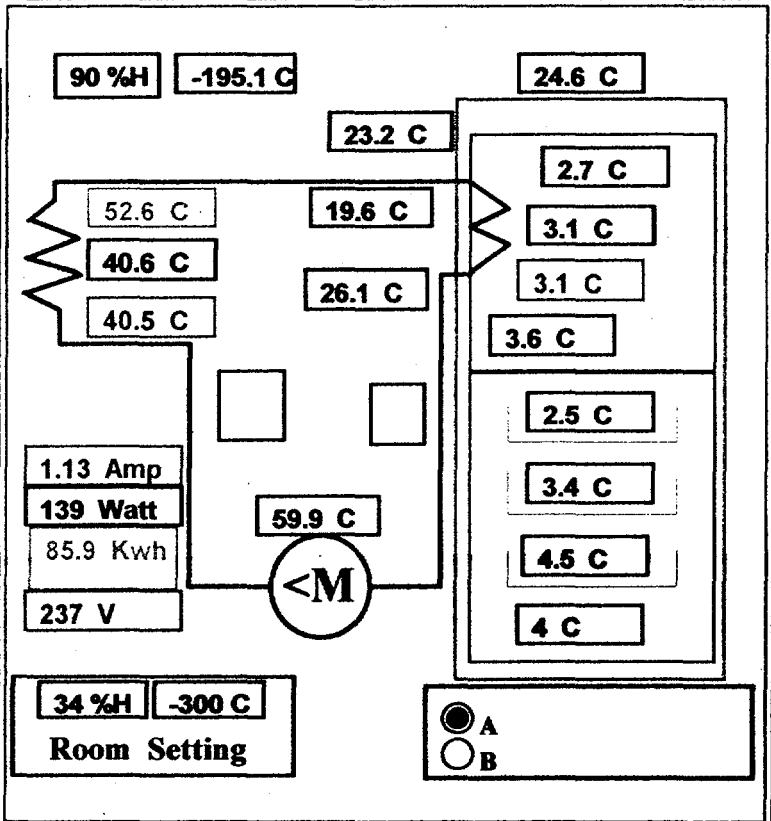 90 %H -195.1 C 24.6 C
23.2 C
2.7 C
52.6 C 19.6 C 3.1 C
40.6 C
26.1 C 3.1 C
40.5 C 3.6 C
2.5 C
1.13 Amp
139 Watt 3.4 C
59.9 C
85.9 Kwh 4.5 C
<M
237 V 4 C
34 %H -300 C
A
Room Setting
B